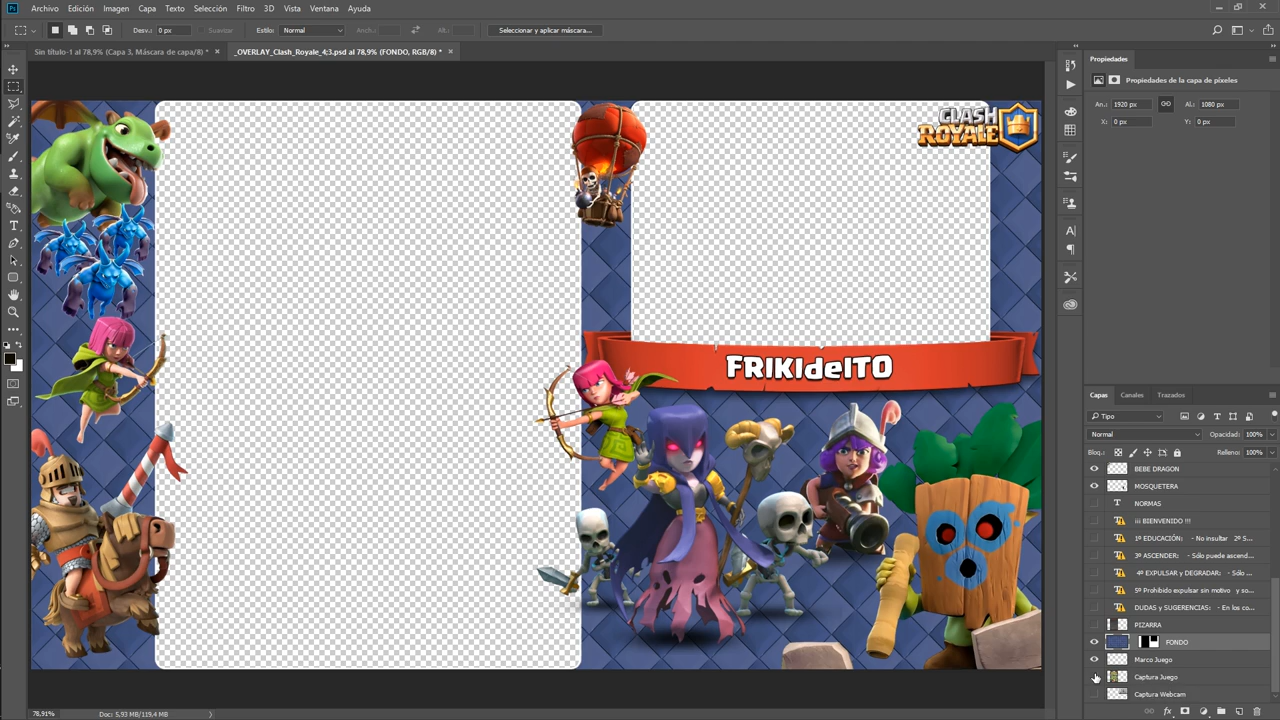 Ps Archivo Edición Imagen Capa Texto Selección Filtro 3D Vista Ventana Ayuda
Desv.: 0 px Suavizar Estilo: Normal Anch.: Alt.: Seleccionar y aplicar máscara...
Sin título-1 al 78,9% (Capa 3, Máscara de capa/8) * × _OVERLAY_Clash_Royale_4;3.psd al 78,9% (FONDO, RGB/8) * ×
Propiedades
Propiedades de la capa de píxeles
An.: 1920 px Al.: 1080 px
X: 0 px Y: 0 px
CLASH
ROYALE
FRIKIdelTO
Capas Canales Trazados
Tipo
Normal Opacidad: 100%
Bloq.: Relleno: 100%
BEBE DRAGON
MOSQUETERA
NORMAS
¡¡¡ BIENVENIDO !!!
1º EDUCACIÓN: - No insultar 2º S...
3º ASCENDER: - Sólo puede ascend...
4º EXPULSAR y DEGRADAR: - Sólo ...
5º Prohibido expulsar sin motivo y so...
DUDAS y SUGERENCIAS: - En los co...
PIZARRA
FONDO
Marco Juego
Captura Juego
Captura Webcam
78,91% Doc: 5,93 MB/119,4 MB